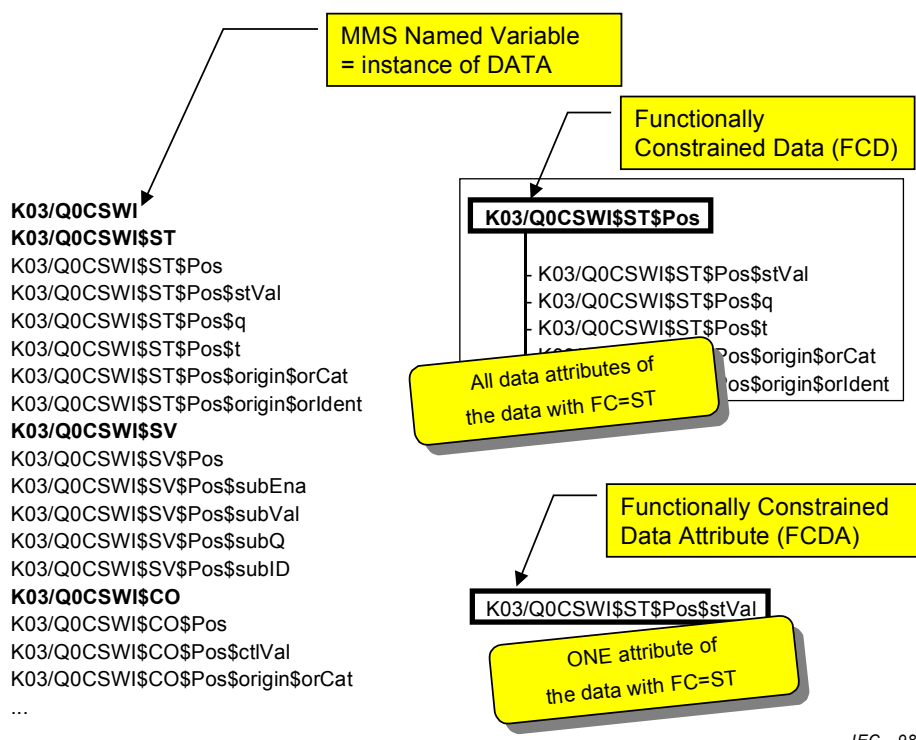 MMS Named Variable
= instance of DATA
Functionally
Constrained Data (FCD)
K03/Q0CSWI
K03/Q0CSWI$ST
K03/Q0CSWI$ST$Pos
K03/Q0CSWI$ST$Pos$stVal
K03/Q0CSWI$ST$Pos$q
K03/Q0CSWI$ST$Pos$t
K03/Q0CSWI$ST$Pos$origin$orCat
K03/Q0CSWI$ST$Pos$origin$orIdent
K03/Q0CSWI$SV
K03/Q0CSWI$SV$Pos
K03/Q0CSWI$SV$Pos$subEna
K03/Q0CSWI$SV$Pos$subVal
K03/Q0CSWI$SV$Pos$subQ
K03/Q0CSWI$SV$Pos$subID
K03/Q0CSWI$CO
K03/Q0CSWI$CO$Pos
K03/Q0CSWI$CO$Pos$ctlVal
K03/Q0CSWI$CO$Pos$origin$orCat
...
K03/Q0CSWI$ST$Pos
- K03/Q0CSWI$ST$Pos$stVal
- K03/Q0CSWI$ST$Pos$q
- K03/Q0CSWI$ST$Pos$t
Pos$origin$orCat
Pos$origin$orIdent
All data attributes of
the data with FC=ST
Functionally Constrained
Data Attribute (FCDA)
K03/Q0CSWI$ST$Pos$stVal
ONE attribute of
the data with FC=ST